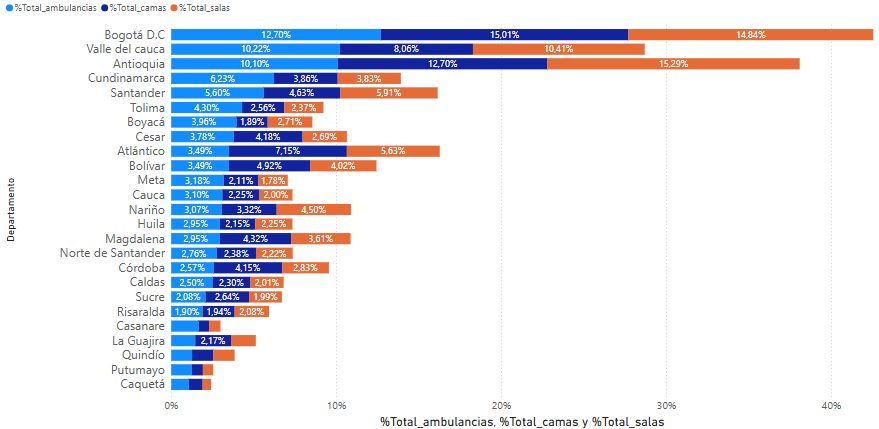 %Total_ambulancias %Total_camas %Total_salas
Departamento
Bogotá D.C 12,70% 15,01% 14,84%
Valle del cauca 10,22% 8,06% 10,41%
Antioquia 10,10% 12,70% 15,29%
Cundinamarca 6,23% 3,86% 3,83%
Santander 5,60% 4,63% 5,91%
Tolima 4,30% 2,56% 2,37%
Boyacá 3,96% 1,89% 2,71%
Cesar 3,78% 4,18% 2,69%
Atlántico 3,49% 7,15% 5,63%
Bolívar 3,49% 4,92% 4,02%
Meta 3,18% 2,11% 1,78%
Cauca 3,10% 2,25% 2,00%
Nariño 3,07% 3,32% 4,50%
Huila 2,95% 2,15% 2,25%
Magdalena 2,95% 4,32% 3,61%
Norte de Santander 2,76% 2,38% 2,22%
Córdoba 2,57% 4,15% 2,83%
Caldas 2,50% 2,30% 2,01%
Sucre 2,08% 2,64% 1,99%
Risaralda 1,90% 1,94% 2,08%
Casanare
La Guajira 2,17%
Quindío
Putumayo
Caquetá
0% 10% 20% 30% 40%
%Total_ambulancias, %Total_camas y %Total_salas